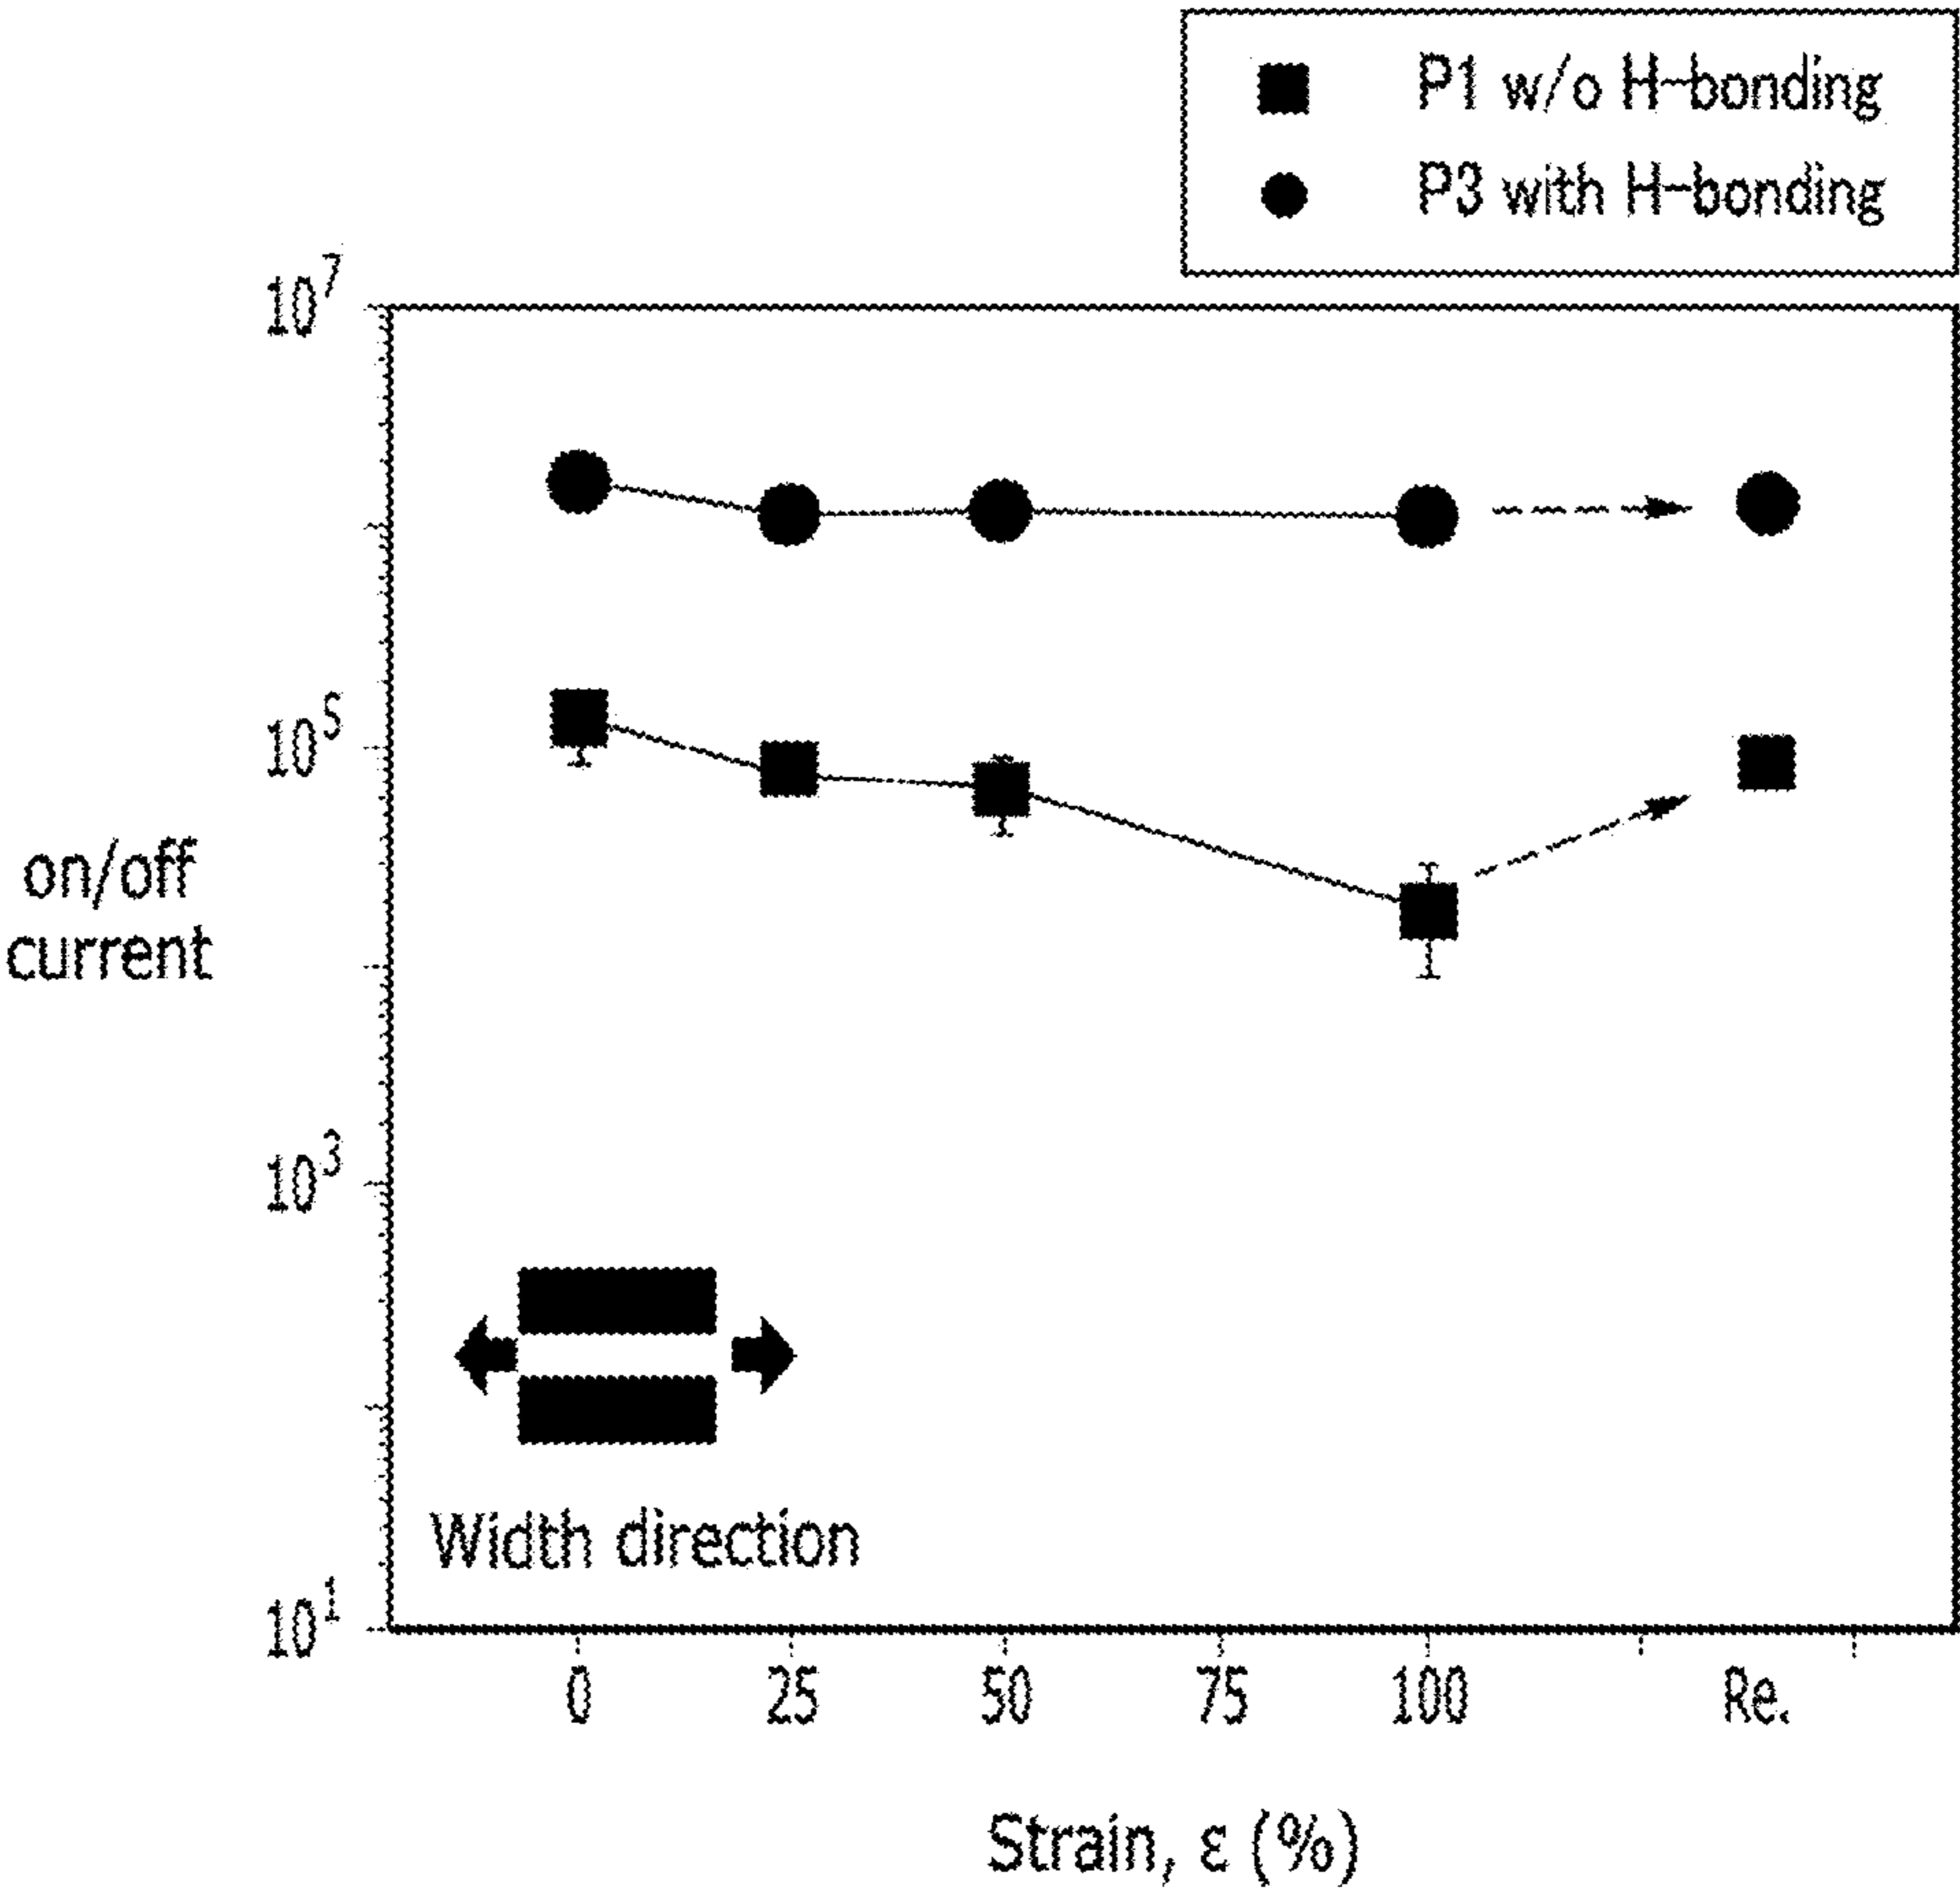 P1 w/o H-bonding
P3 with H-bonding
10^7
10^5
on/off
current
10^3
Width direction
10^1
0 25 50 75 100 Re.
Strain, ε (%)